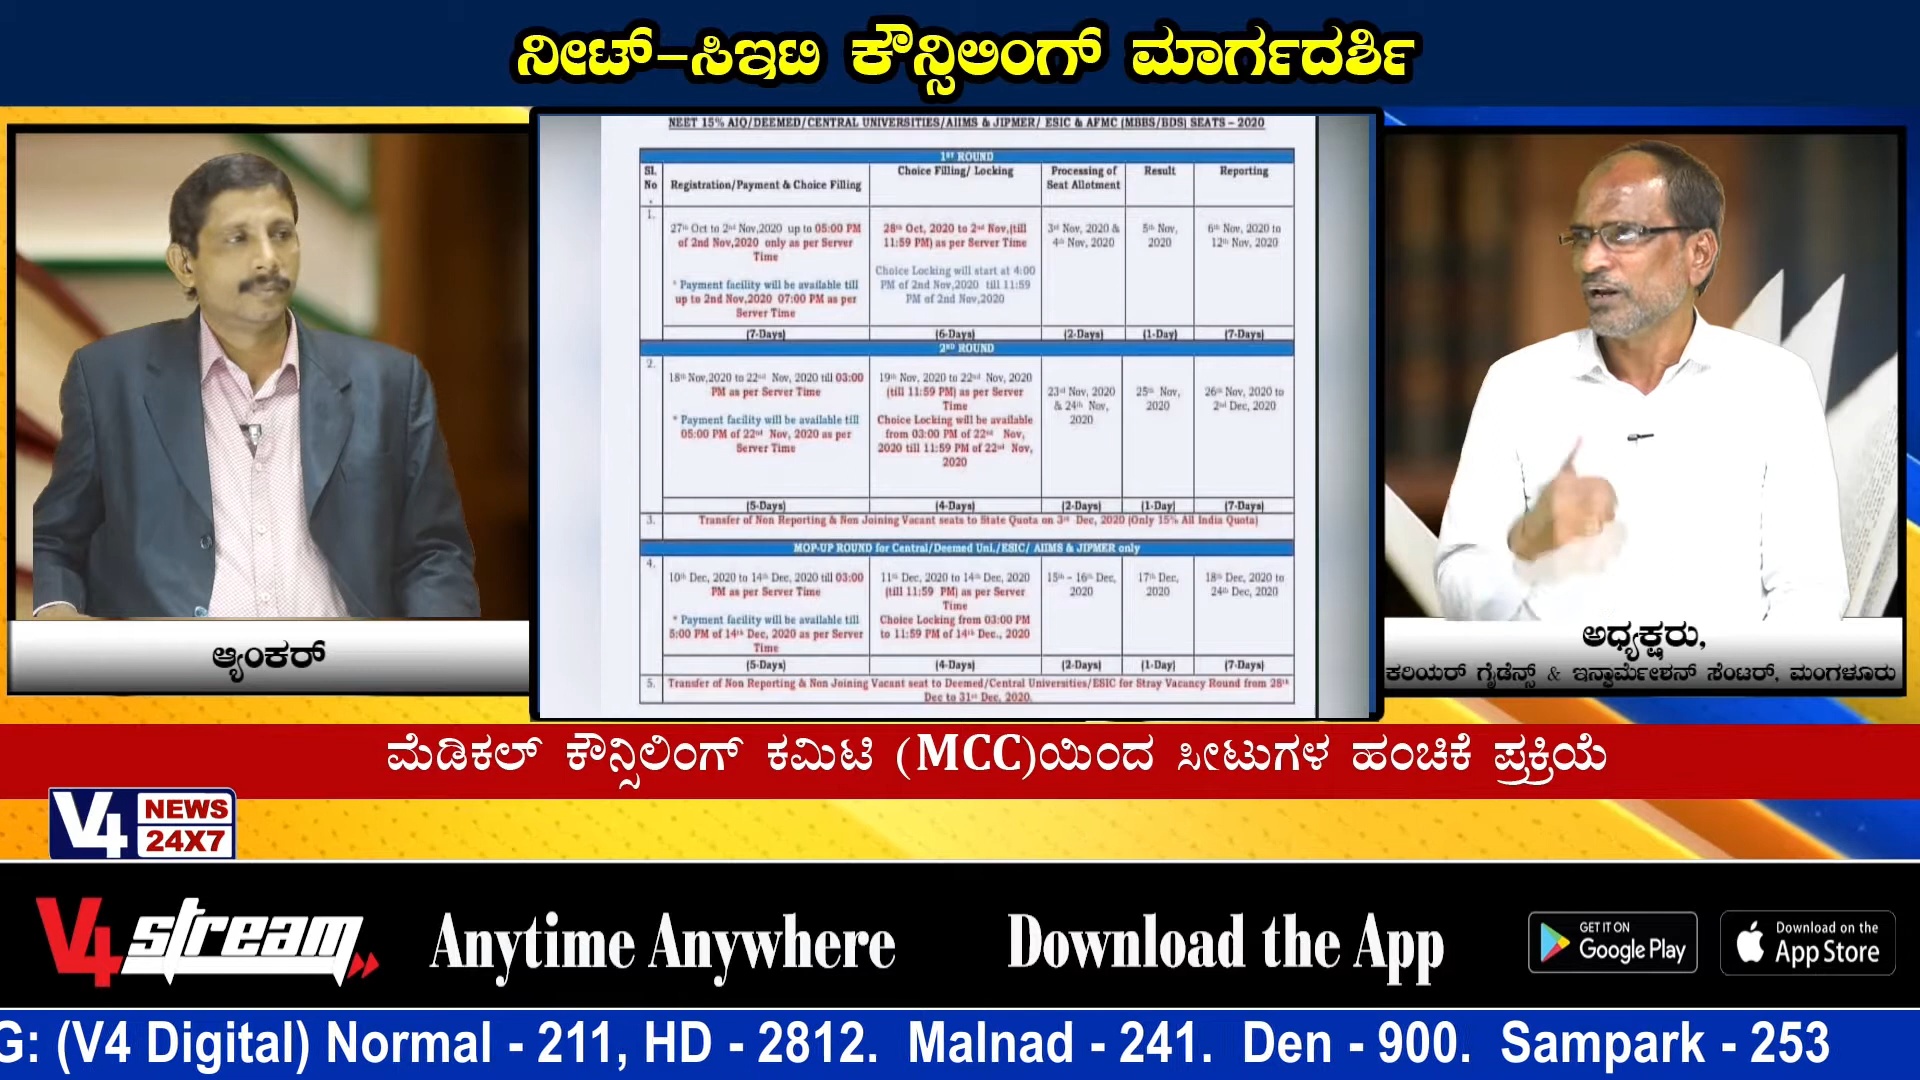 ನೀಟ್-ಸಿಇಟಿ ಕೌನ್ಸಿಲಿಂಗ್ ಮಾರ್ಗದರ್ಶಿ
NEET 15% AIQ/DEEMED/CENTRAL UNIVERSITIES/AIIMS & JIPMER/ ESIC & AFMC (MBBS/BDS) SEATS – 2020
1ST ROUND
Sl. No. Registration/Payment & Choice Filling Choice Filling/ Locking Processing of Seat Allotment Result Reporting
1.
27th Oct to 2nd Nov,2020 up to 05:00 PM
of 2nd Nov,2020 only as per Server
Time
* Payment facility will be available till
up to 2nd Nov,2020 07:00 PM as per
Server Time
28th Oct, 2020 to 2nd Nov,(till
11:59 PM) as per Server Time
Choice Locking will start at 4:00
PM of 2nd Nov,2020 till 11:59
PM of 2nd Nov,2020
3rd Nov, 2020 &
4th Nov, 2020
5th Nov,
2020
6th Nov, 2020 to
12th Nov, 2020
(7-Days) (6-Days) (2-Days) (1-Day) (7-Days)
2ND ROUND
2.
18th Nov,2020 to 22nd Nov, 2020 till 03:00
PM as per Server Time
* Payment facility will be available till
05:00 PM of 22nd Nov, 2020 as per
Server Time
19th Nov, 2020 to 22nd Nov, 2020
(till 11:59 PM) as per Server
Time
Choice Locking will be available
from 03:00 PM of 22nd Nov,
2020 till 11:59 PM of 22nd Nov,
2020
23rd Nov, 2020
& 24th Nov,
2020
25th Nov,
2020
26th Nov, 2020 to
2nd Dec, 2020
(5-Days) (4-Days) (2-Days) (1-Day) (7-Days)
3. Transfer of Non Reporting & Non Joining Vacant seats to State Quota on 3rd Dec, 2020 (Only 15% All India Quota)
MOP-UP ROUND for Central/Deemed Uni./ESIC/ AIIMS & JIPMER only
4.
10th Dec, 2020 to 14th Dec, 2020 till 03:00
PM as per Server Time
* Payment facility will be available till
5:00 PM of 14th Dec, 2020 as per Server
Time
11th Dec, 2020 to 14th Dec, 2020
(till 11:59 PM) as per Server
Time
Choice Locking from 03:00 PM
to 11:59 PM of 14th Dec., 2020
15th – 16th Dec,
2020
17th Dec,
2020
18th Dec, 2020 to
24th Dec, 2020
(5-Days) (4-Days) (2-Days) (1-Day) (7-Days)
5. Transfer of Non Reporting & Non Joining Vacant seat to Deemed/Central Universities/ESIC for Stray Vacancy Round from 28th
Dec to 31st Dec, 2020.
ಆ್ಯಂಕರ್
ಅಧ್ಯಕ್ಷರು,
ಕರಿಯರ್ ಗೈಡೆನ್ಸ್ & ಇನ್ಫಾರ್ಮೇಶನ್ ಸೆಂಟರ್, ಮಂಗಳೂರು
ಮೆಡಿಕಲ್ ಕೌನ್ಸಿಲಿಂಗ್ ಕಮಿಟಿ (MCC)ಯಿಂದ ಸೀಟುಗಳ ಹಂಚಿಕೆ ಪ್ರಕ್ರಿಯೆ
V4 NEWS
24X7
V4 stream Anytime Anywhere Download the App GET IT ON Google Play Download on the App Store
G: (V4 Digital) Normal - 211, HD - 2812. Malnad - 241. Den - 900. Sampark - 253